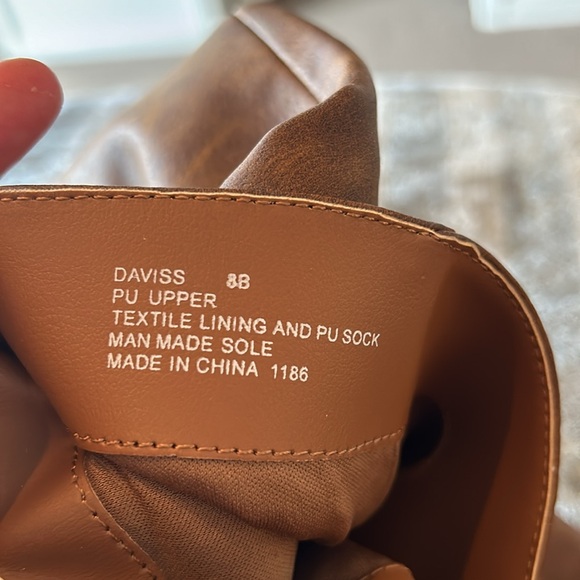 DAVISS 8B
PU UPPER
TEXTILE LINING AND PU SOCK
MAN MADE SOLE
MADE IN CHINA 1186